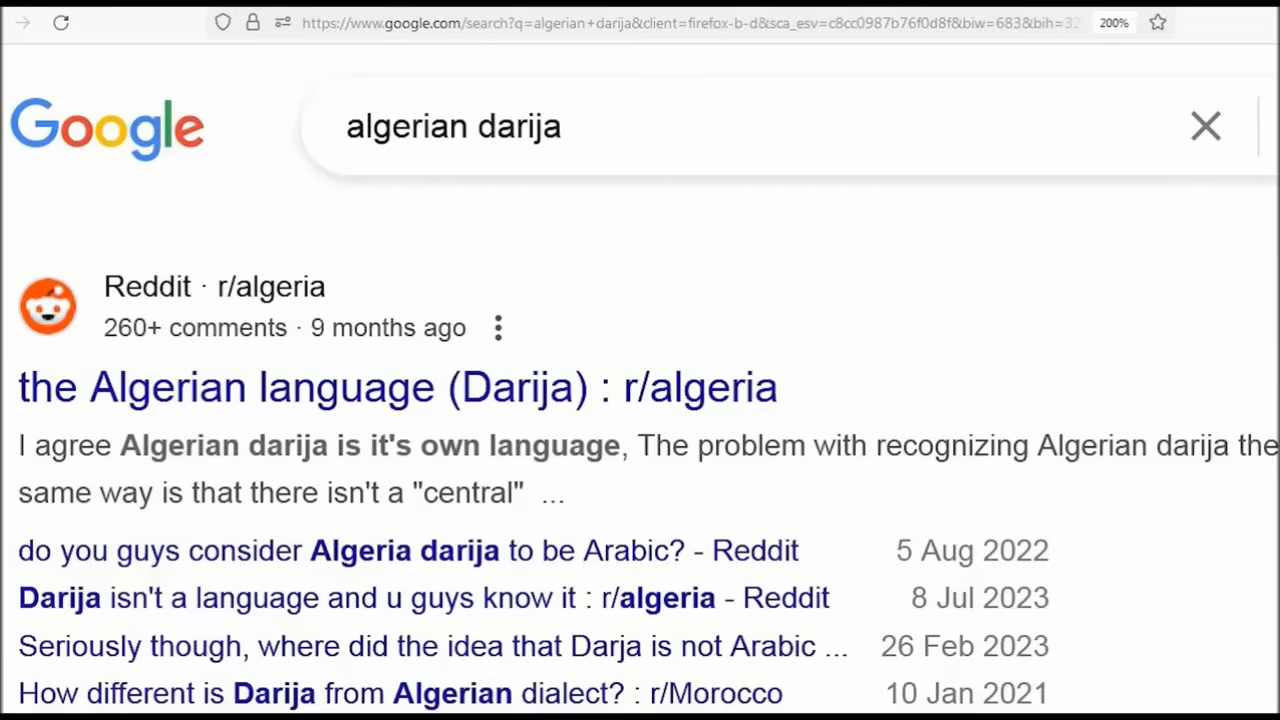 https://www.google.com/search?q=algerian+darija&client=firefox-b-d&sca_esv=c8cc0987b76f0d8f&biw=683&bih=32
200%
Google
algerian darija
Reddit · r/algeria
260+ comments · 9 months ago
the Algerian language (Darija) : r/algeria
I agree Algerian darija is it's own language, The problem with recognizing Algerian darija the
same way is that there isn't a "central" ...
do you guys consider Algeria darija to be Arabic? - Reddit 5 Aug 2022
Darija isn't a language and u guys know it : r/algeria - Reddit 8 Jul 2023
Seriously though, where did the idea that Darja is not Arabic ... 26 Feb 2023
How different is Darija from Algerian dialect? : r/Morocco 10 Jan 2021